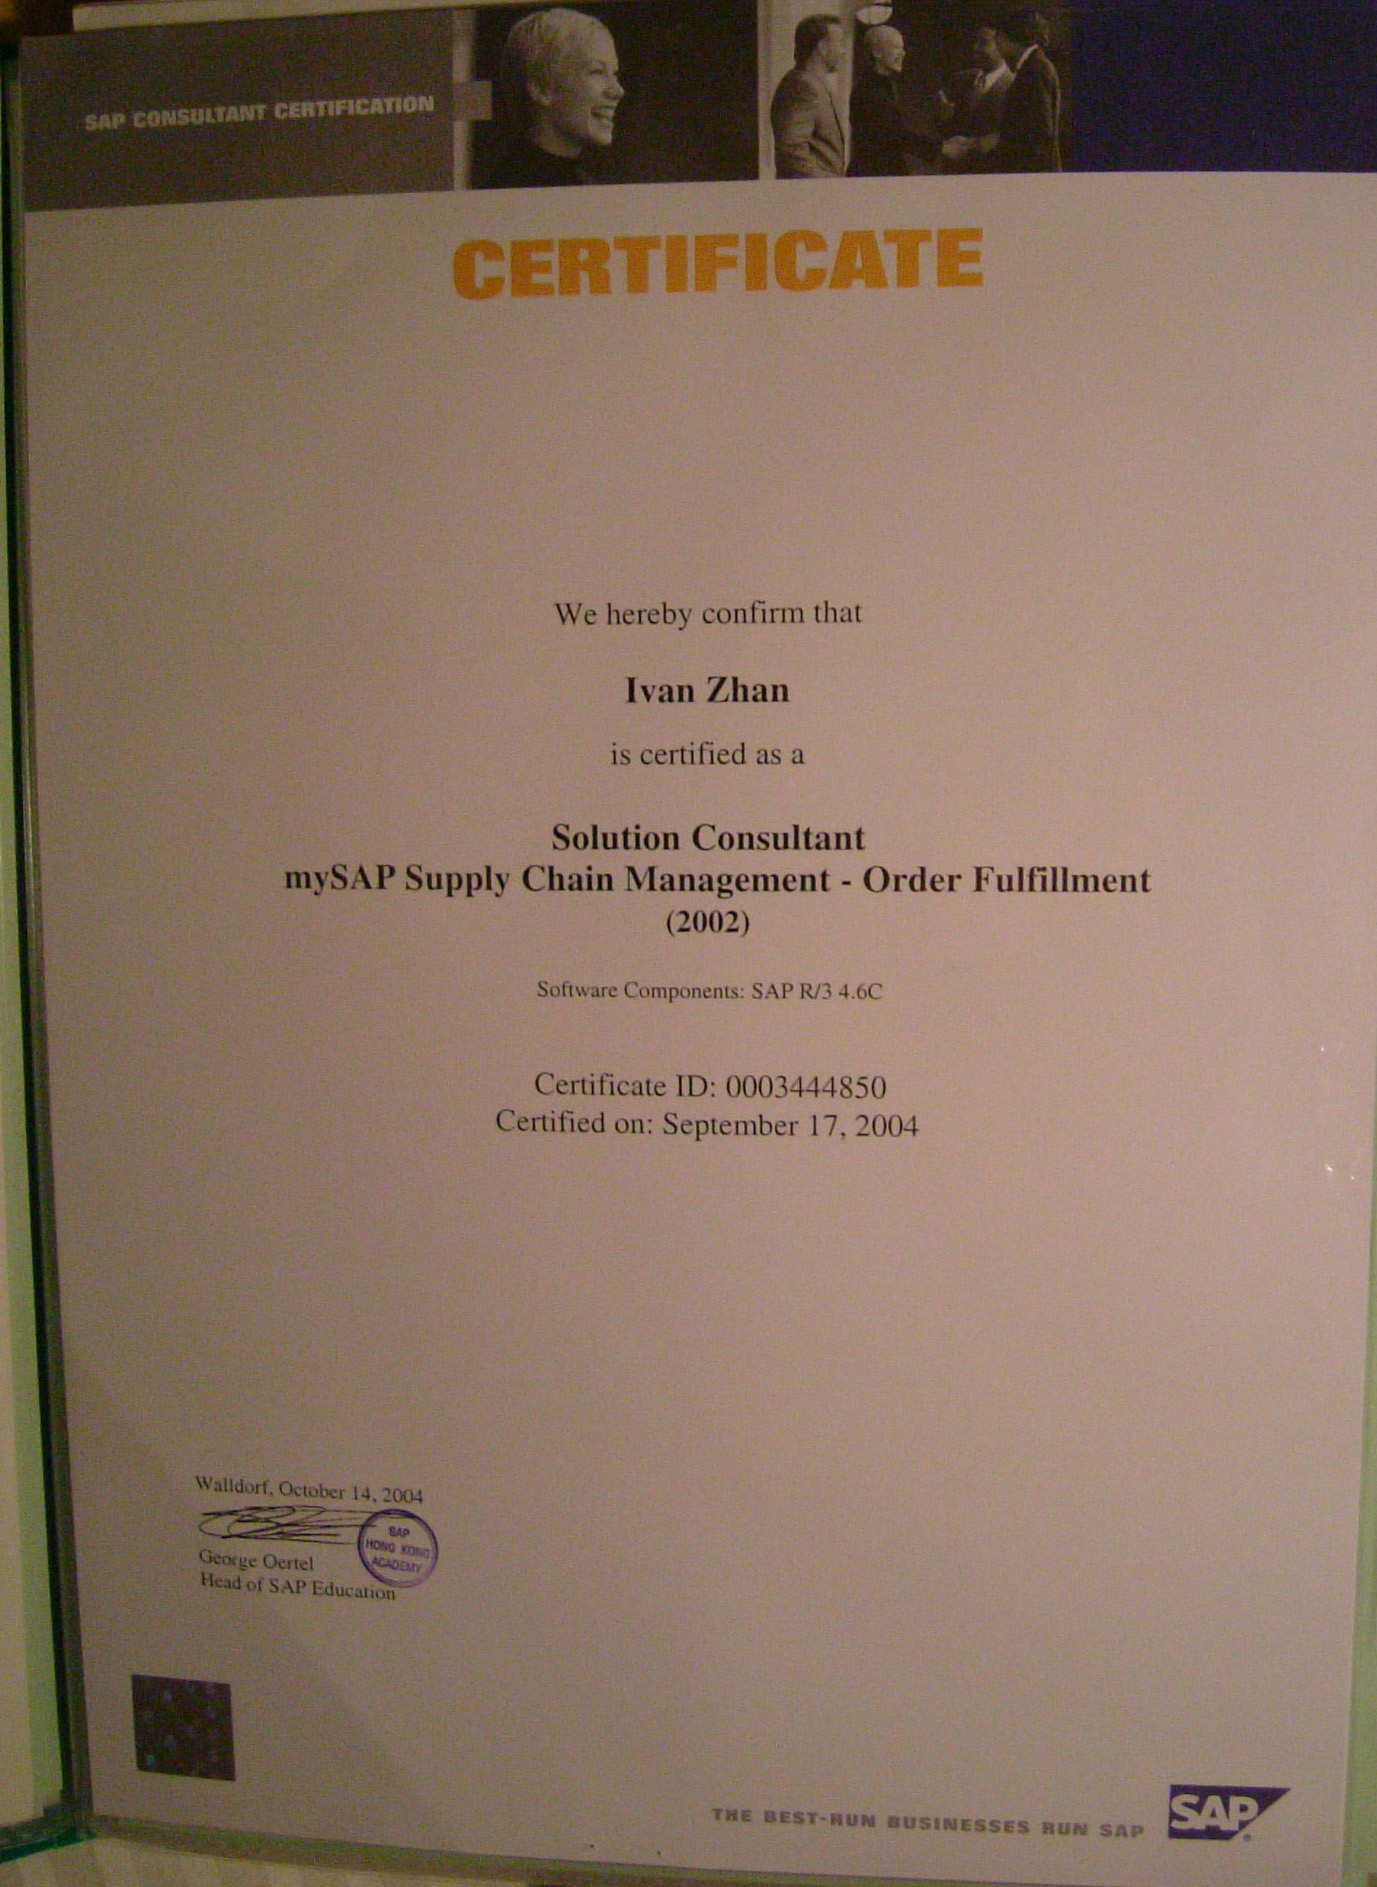 SAP CONSULTANT CERTIFICATION
CERTIFICATE
We hereby confirm that
Ivan Zhan
is certified as a
Solution Consultant
mySAP Supply Chain Management - Order Fulfillment
(2002)
Software Components: SAP R/3 4.6C
Certificate ID: 0003444850
Certified on: September 17, 2004
Walldorf, October 14, 2004
SAP
HONG KONG
ACADEMY
George Oertel
Head of SAP Education
THE BEST-RUN BUSINESSES RUN SAP
SAP®